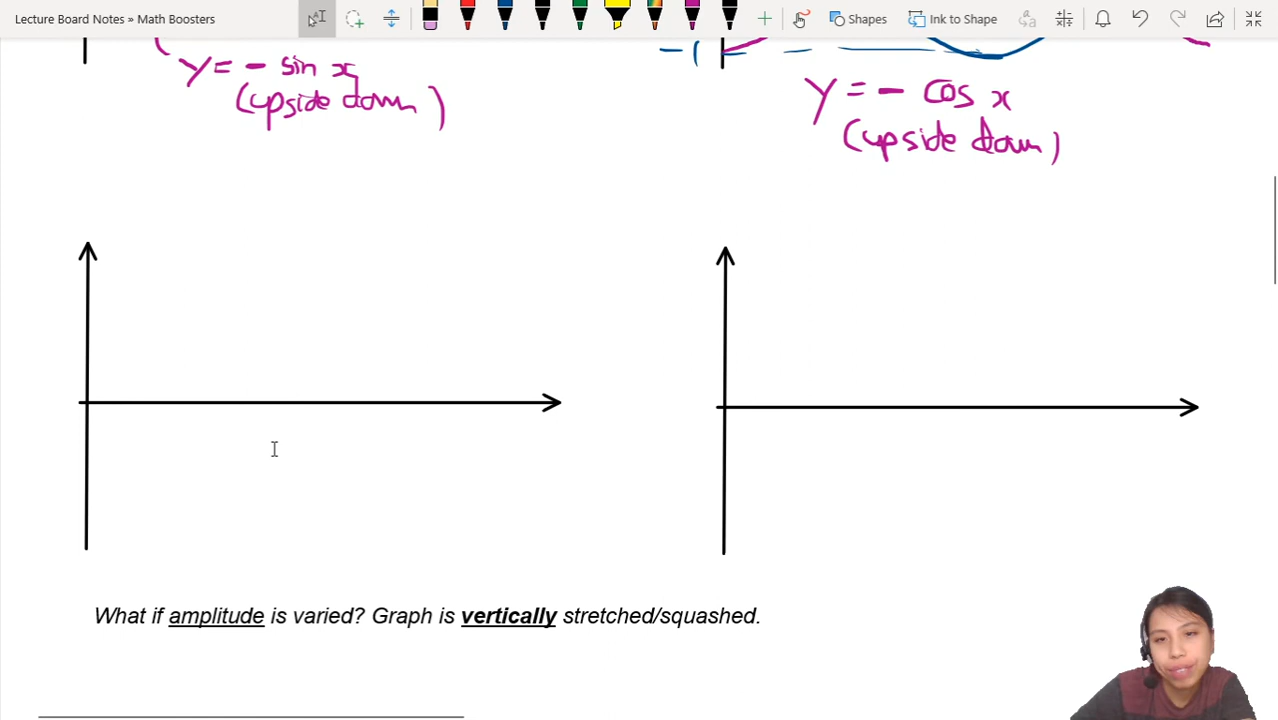 Lecture Board Notes » Math Boosters
Shapes
Ink to Shape
y = - sin x
(upside down)
-1
y = - cos x
(upside down)
What if amplitude is varied? Graph is vertically stretched/squashed.